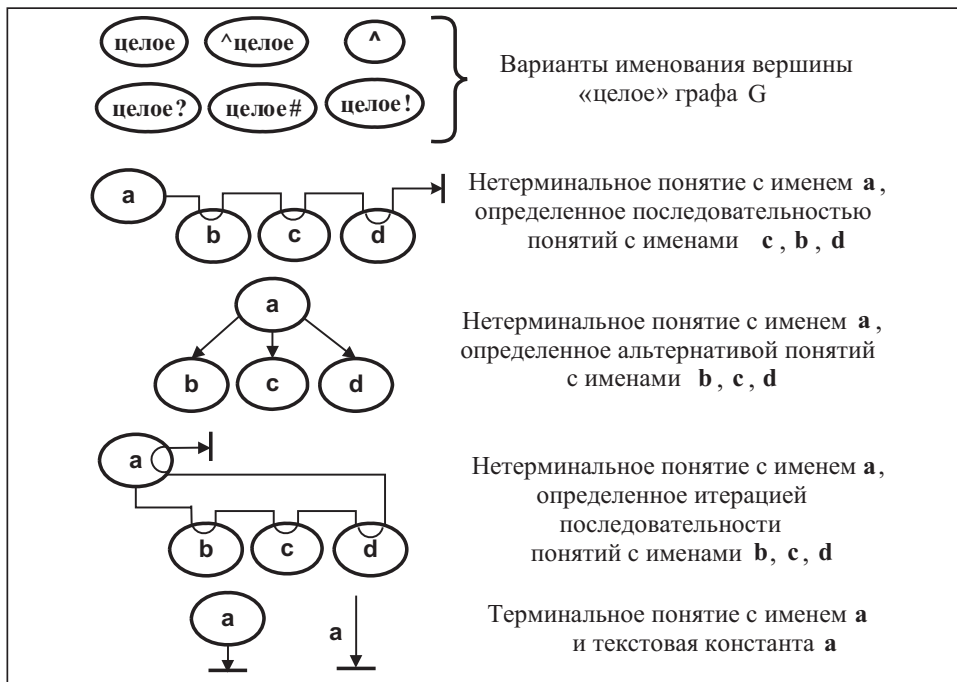 целое ^целое ^
целое? целое# целое!
Варианты именования вершины
«целое» графа G
a
b c d
Нетерминальное понятие с именем a,
определенное последовательностью
понятий с именами c, b, d
a
b c d
Нетерминальное понятие с именем a,
определенное альтернативой понятий
с именами b, c, d
a
b c d
Нетерминальное понятие с именем a,
определенное итерацией
последовательности
понятий с именами b, c, d
a
a
Терминальное понятие с именем a
и текстовая константа a